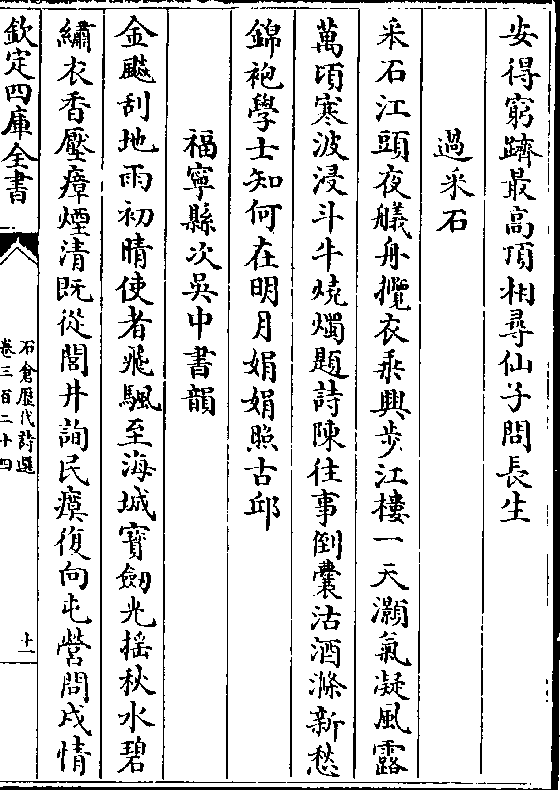 安得窮躋最高頂相尋仙子問長生
過采石
采石江頭夜艤舟攬衣乘興步江樓一天灝氣凝風露
萬頃寒波浸斗牛燒燭題詩陳往事倒囊沽酒滌新愁
錦袍學士知何在明月娟娟照古邱
福寧縣次吳中書韻
金飈刮地雨初晴使者飛颿至海城寶劒光揺秋水碧
繡衣香壓瘴煙清既從閭井詢民瘼復向屯營問戍情
欽定四庫全書
石倉歷代詩選
卷三百二十四
十一